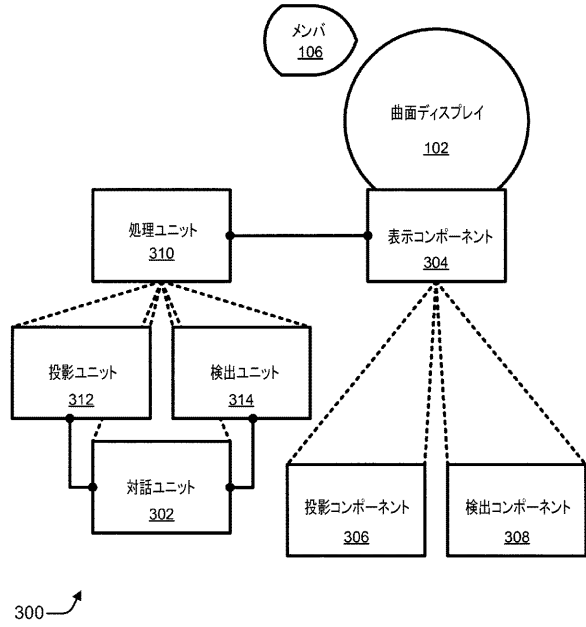 メンバ
106
曲面ディスプレイ
102
処理ユニット
310
表示コンポーネント
304
投影ユニット
312
検出ユニット
314
対話ユニット
302
投影コンポーネント
306
検出コンポーネント
308
300